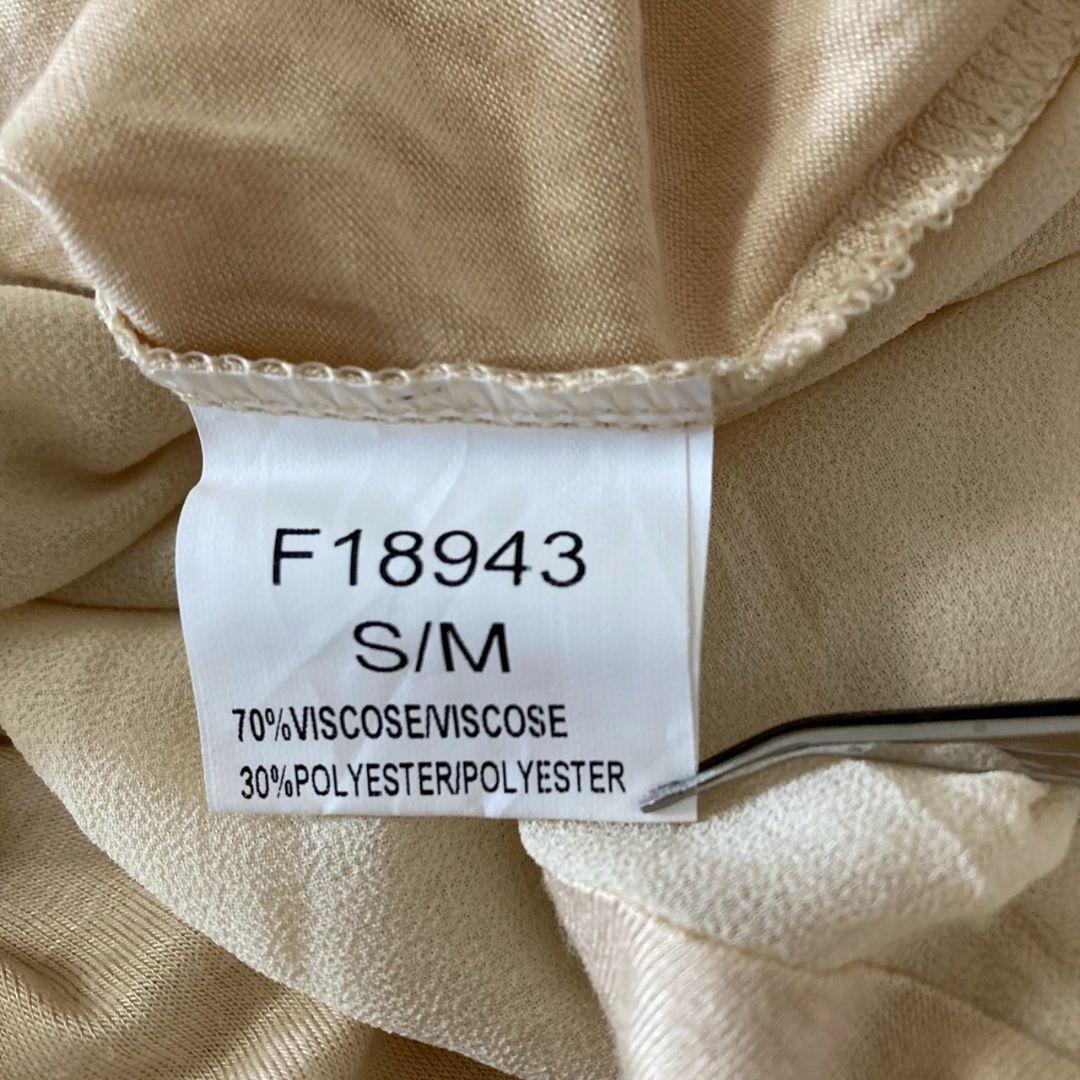 F18943
S/M
70%VISCOSE/VISCOSE
30%POLYESTER/POLYESTER